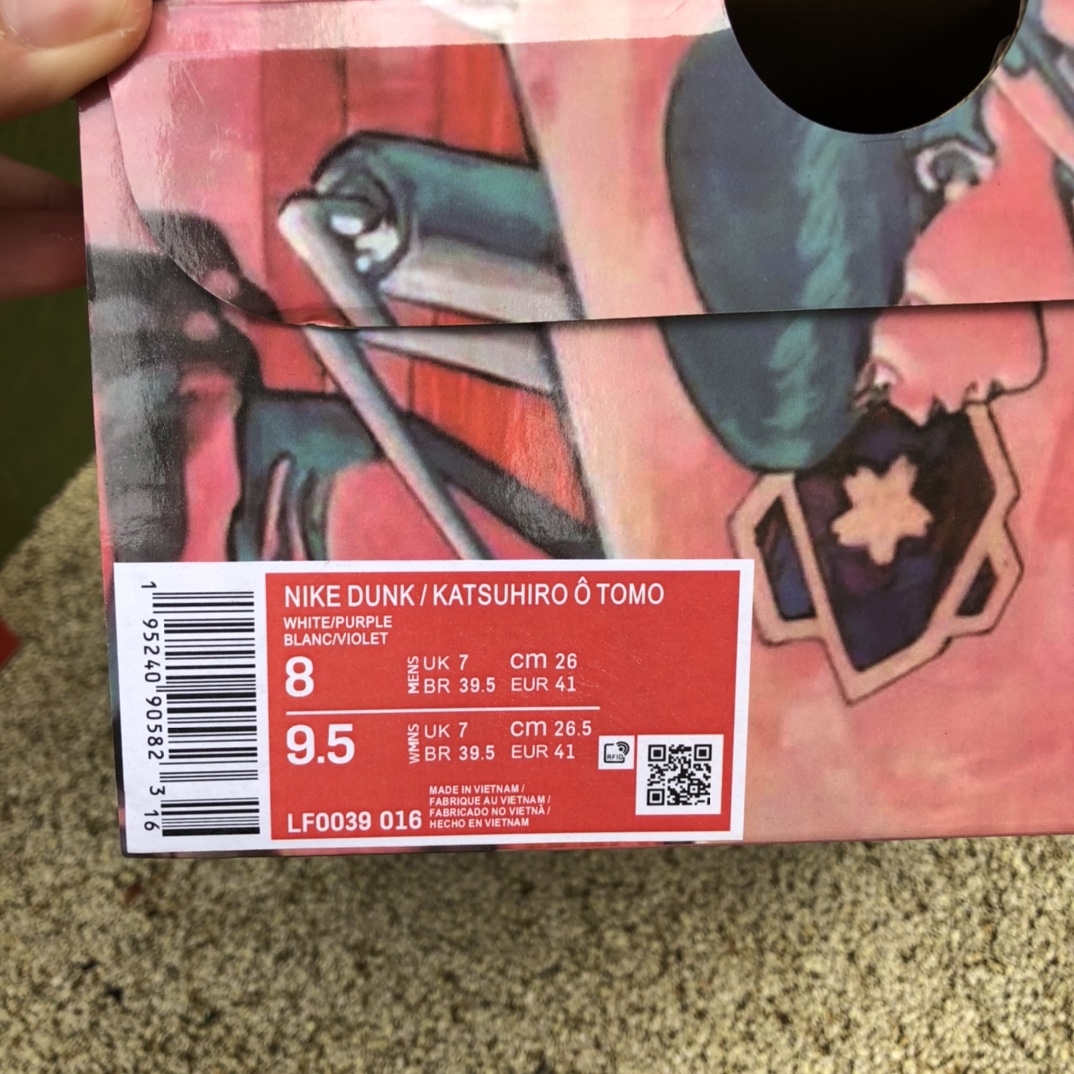 NIKE DUNK / KATSUHIRO Ô TOMO
WHITE/PURPLE
BLANC/VIOLET
8 MENS UK 7 cm 26
BR 39.5 EUR 41
9.5 WMNS UK 7 cm 26.5
BR 39.5 EUR 41
RFID
MADE IN VIETNAM /
FABRIQUE AU VIETNAM /
FABRICADO NO VIETNÃ /
HECHO EN VIETNAM
LF0039 016
1 95240 90582 3 16